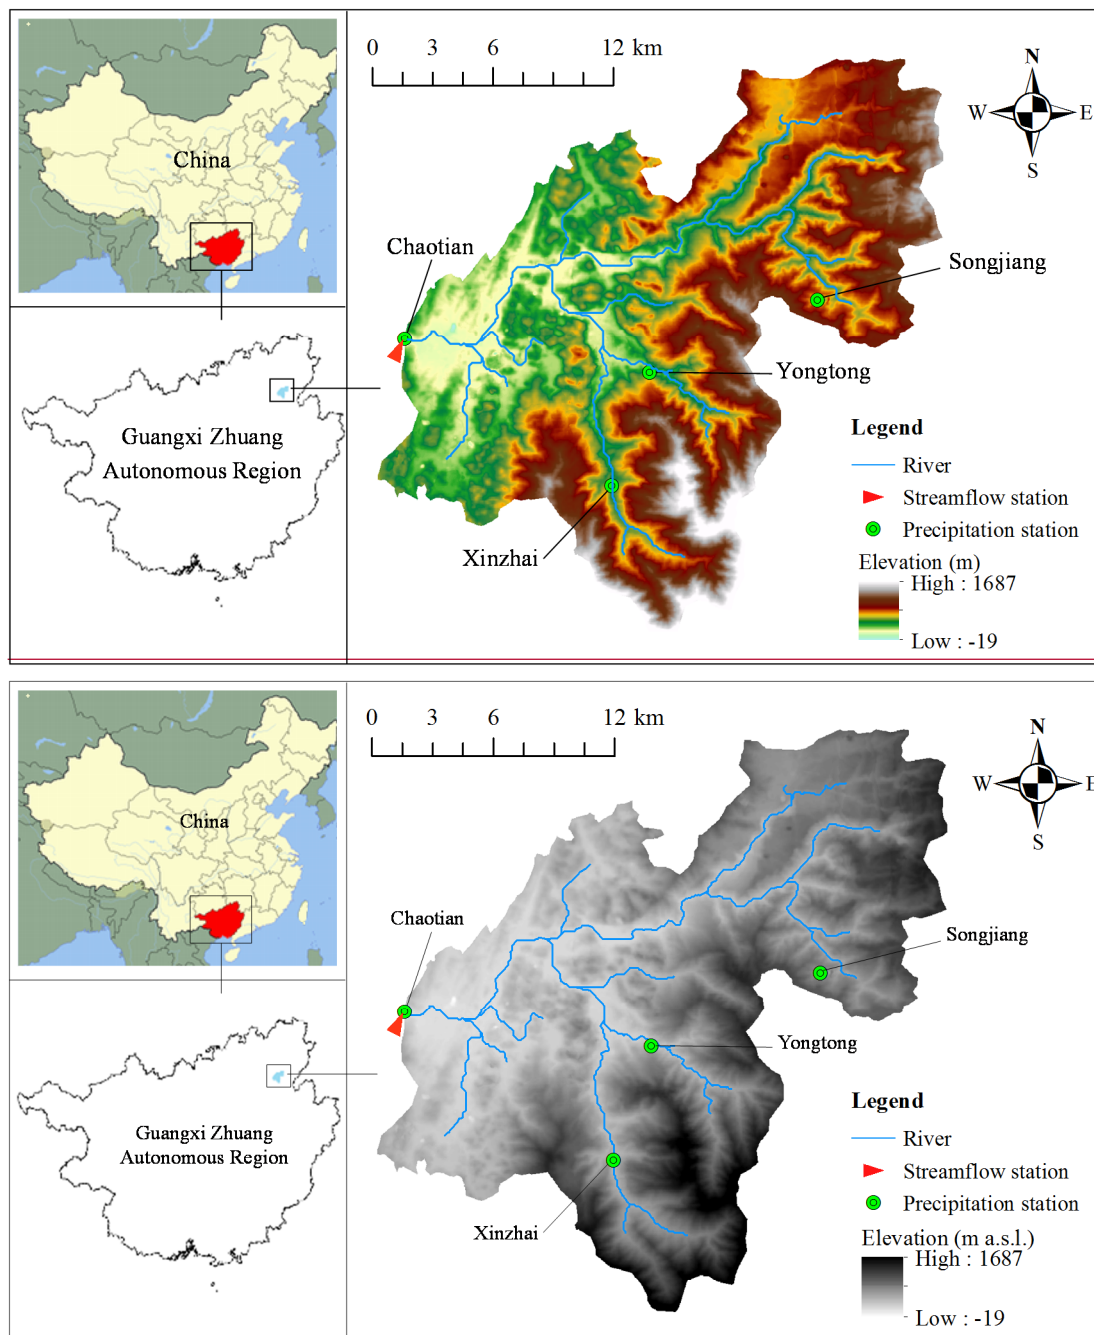 China
Guangxi Zhuang
Autonomous Region
0 3 6 12 km
N
W E
S
Chaotian
Songjiang
Yongtong
Xinzhai
Legend
River
Streamflow station
Precipitation station
Elevation (m)
High : 1687
Low : -19
China
Guangxi Zhuang
Autonomous Region
0 3 6 12 km
N
W E
S
Chaotian
Songjiang
Yongtong
Xinzhai
Legend
River
Streamflow station
Precipitation station
Elevation (m a.s.l.)
High : 1687
Low : -19